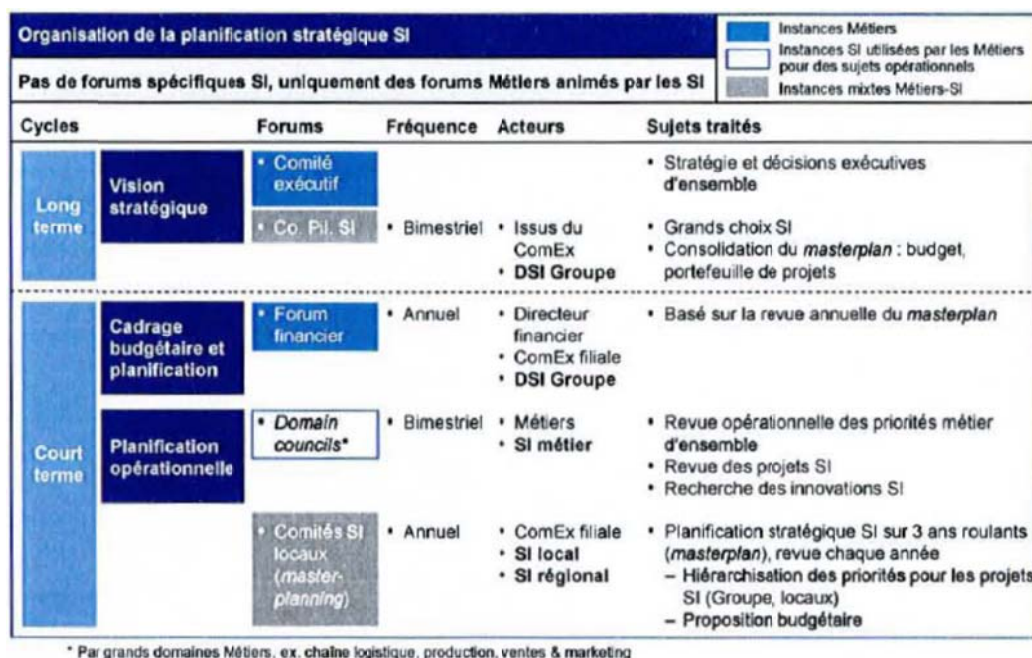 Organisation de la planification stratégique SI
Pas de forums spécifiques SI, uniquement des forums Métiers animés par les SI
Instances Métiers
Instances SI utilisées par les Métiers
pour des sujets opérationnels
Instances mixtes Métiers-SI
Cycles Forums Fréquence Acteurs Sujets traités
Long
terme
Vision
stratégique
• Comité
exécutif
• Stratégie et décisions exécutives
d'ensemble
• Co. Pil. SI
• Bimestriel
• Issus du
ComEx
• DSI Groupe
• Grands choix SI
• Consolidation du masterplan : budget,
portefeuille de projets
Court
terme
Cadrage
budgétaire et
planification
• Forum
financier
• Annuel
• Directeur
financier
• ComEx filiale
• DSI Groupe
• Basé sur la revue annuelle du masterplan
Planification
opérationnelle
• Domain
councils*
• Bimestriel
• Métiers
• SI métier
• Revue opérationnelle des priorités métier
d'ensemble
• Revue des projets SI
• Recherche des innovations SI
• Comités SI
locaux
(master-
planning)
• Annuel
• ComEx filiale
• SI local
• SI régional
• Planification stratégique SI sur 3 ans roulants
(masterplan), revue chaque année
– Hiérarchisation des priorités pour les projets
SI (Groupe, locaux)
– Proposition budgétaire
* Par grands domaines Métiers, ex. chaîne logistique, production, ventes & marketing